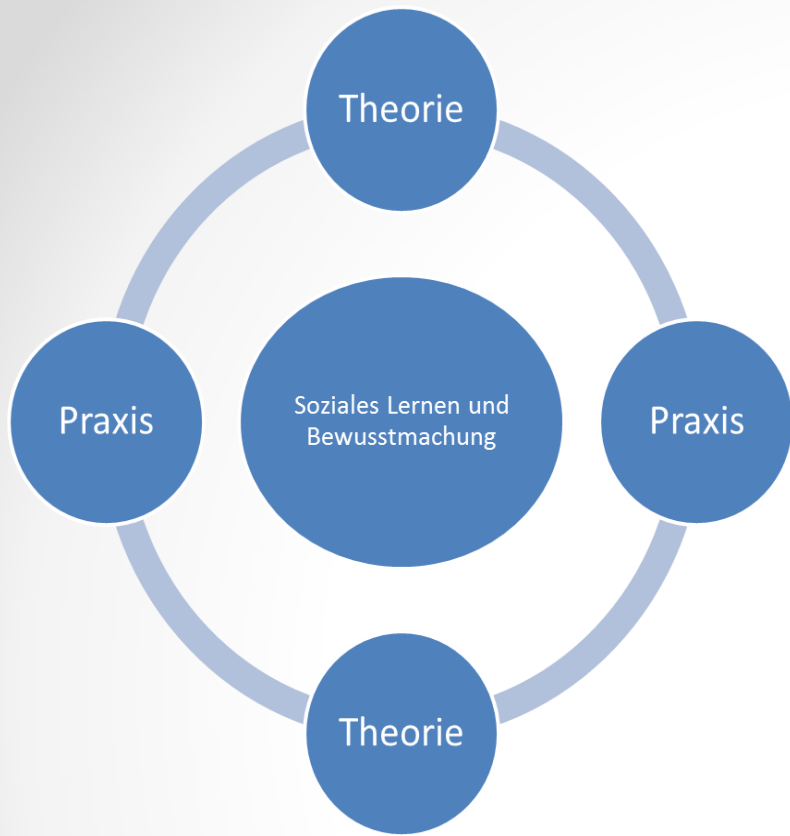 Theorie
Praxis
Soziales Lernen und
Bewusstmachung
Praxis
Theorie